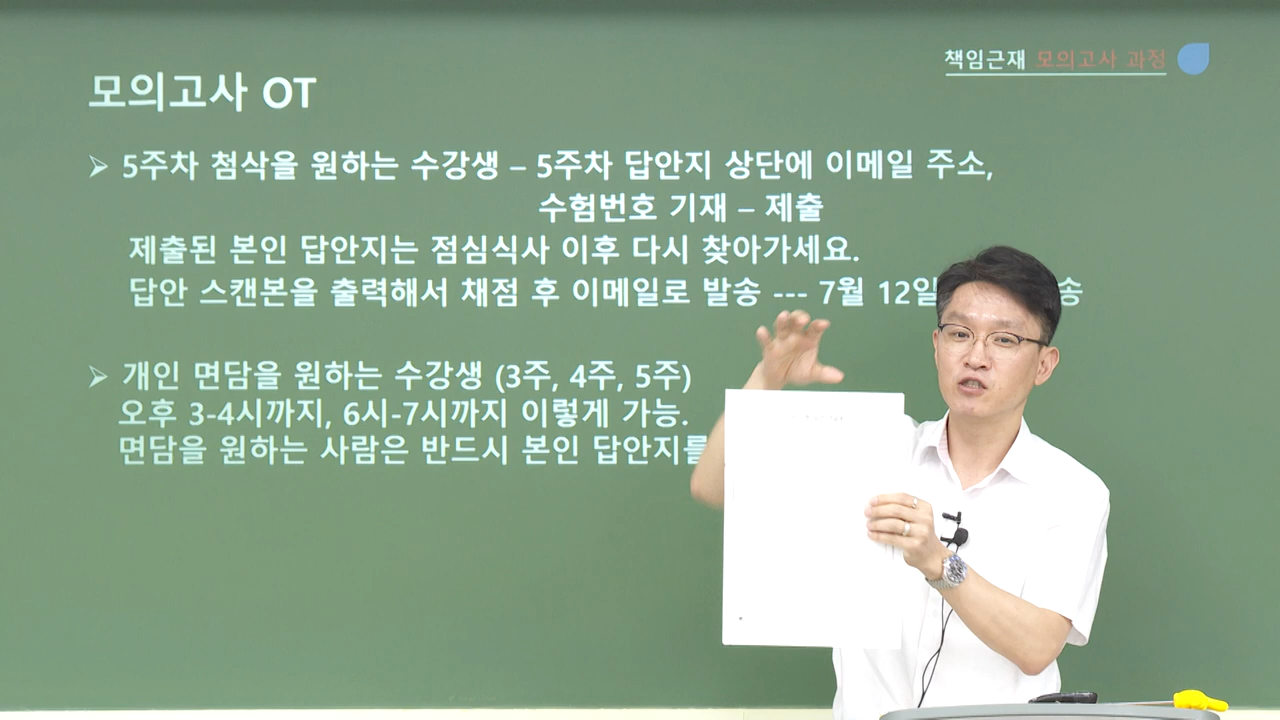 책임근재 모의고사 과정
모의고사 OT
➢ 5주차 첨삭을 원하는 수강생 – 5주차 답안지 상단에 이메일 주소,
수험번호 기재 – 제출
제출된 본인 답안지는 점심식사 이후 다시 찾아가세요.
답안 스캔본을 출력해서 채점 후 이메일로 발송 --- 7월 12일 송
➢ 개인 면담을 원하는 수강생 (3주, 4주, 5주)
오후 3-4시까지, 6시-7시까지 이렇게 가능.
면담을 원하는 사람은 반드시 본인 답안지를